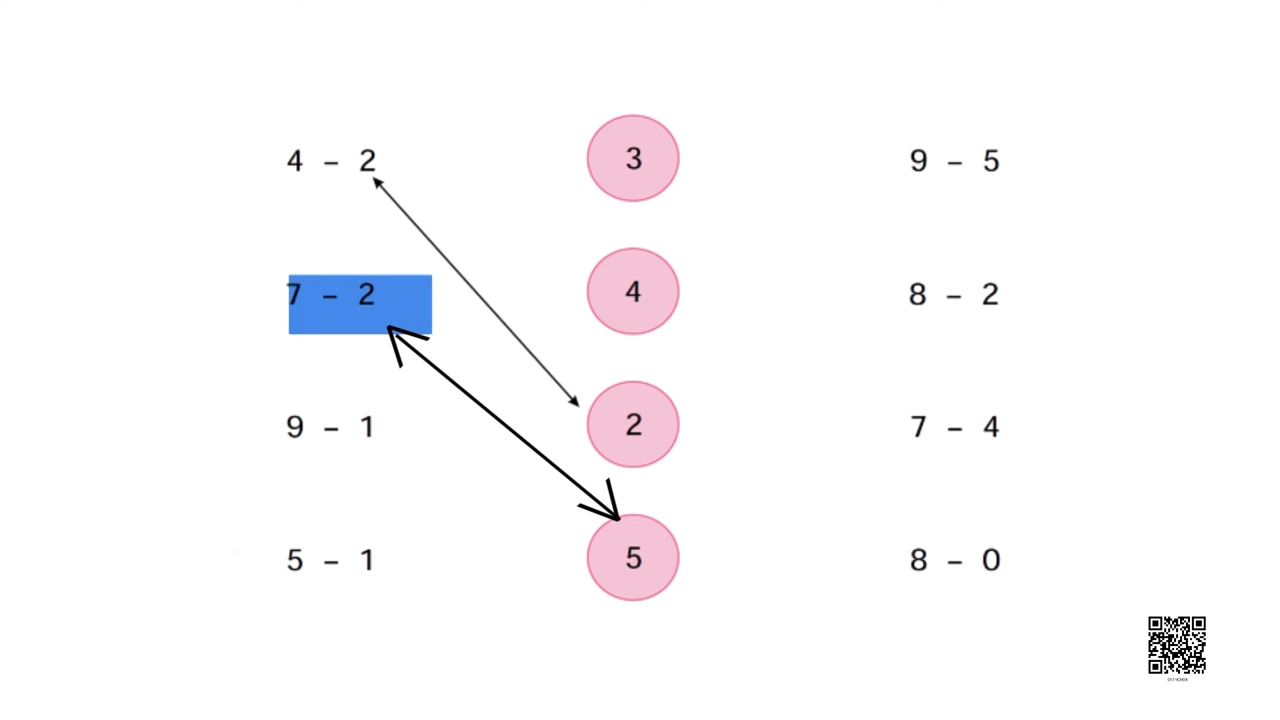 4 – 2 3 9 – 5
7 – 2 4 8 – 2
9 – 1 2 7 – 4
5 – 1 5 8 – 0